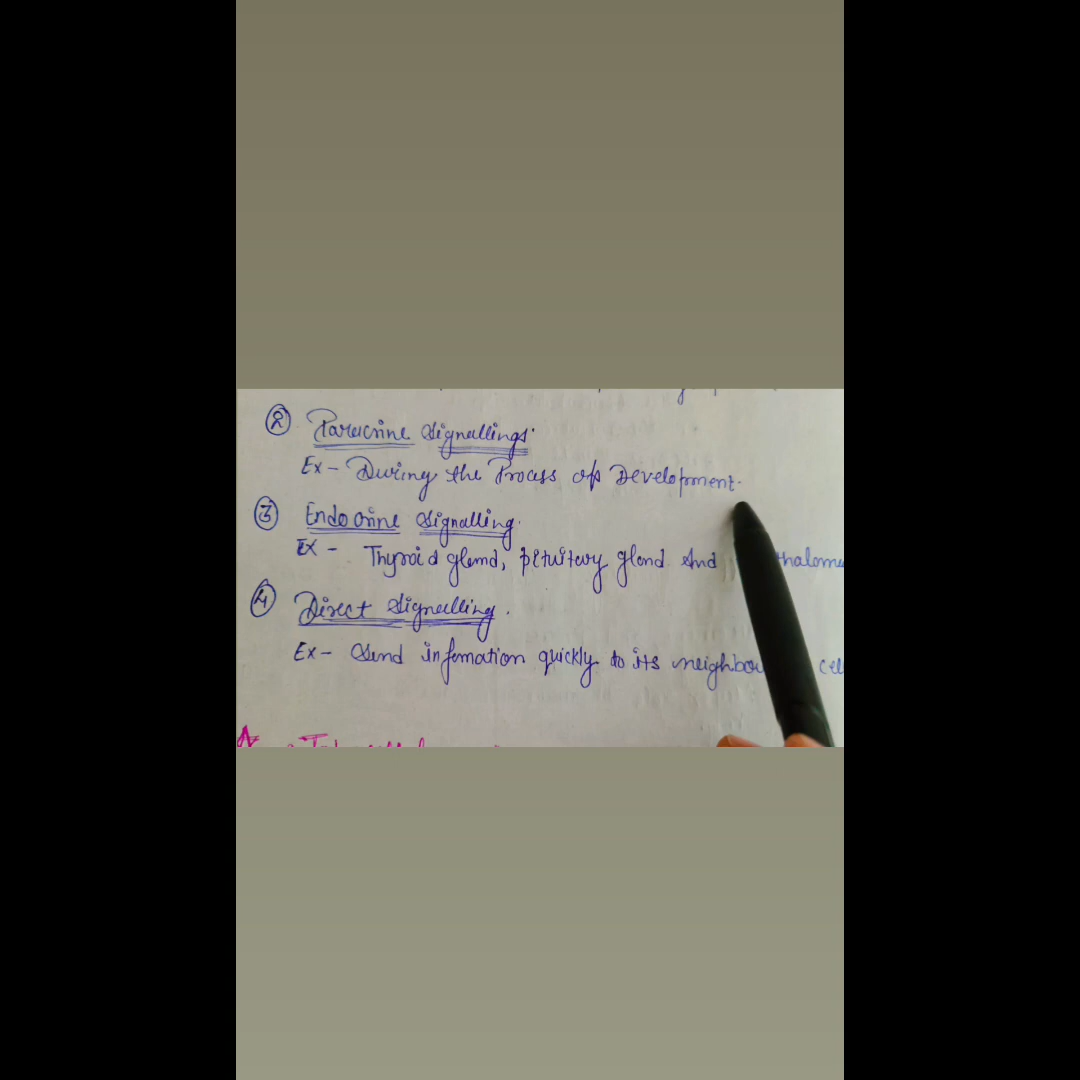 ② Paracrine Signallings.
Ex - During the Process of Development.
③ Endocrine Signalling.
Ex - Thyroid gland, pituitary gland And
④ Direct Signalling.
Ex - Send infomation quickly to its